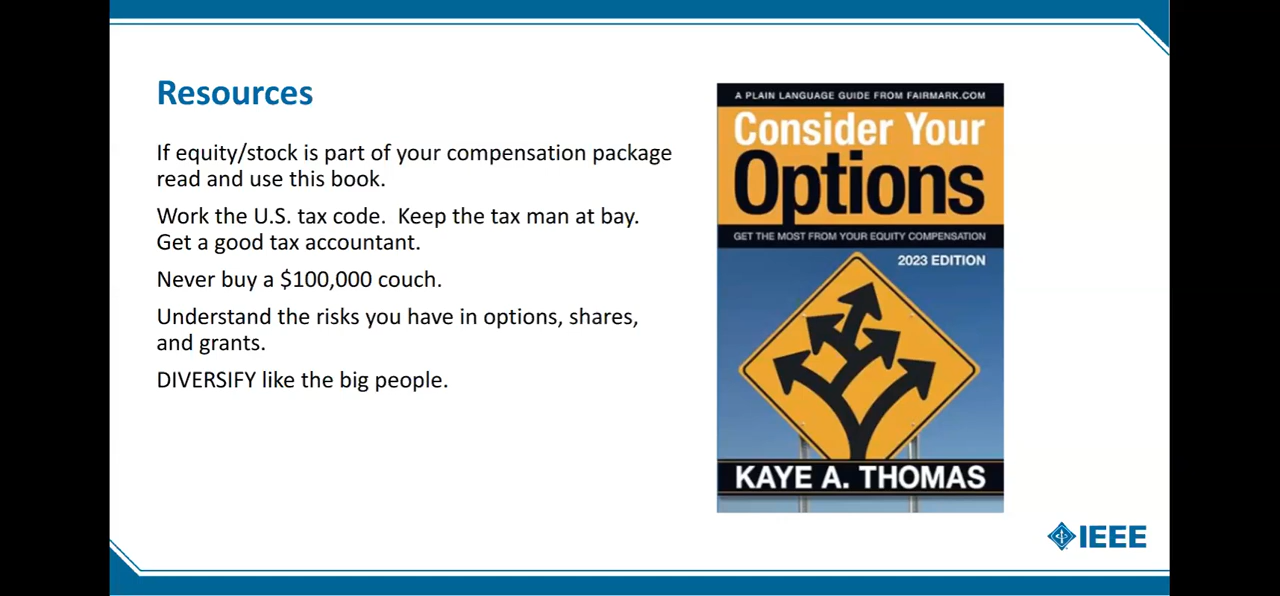 Resources
If equity/stock is part of your compensation package
read and use this book.
Work the U.S. tax code.  Keep the tax man at bay.
Get a good tax accountant.
Never buy a $100,000 couch.
Understand the risks you have in options, shares,
and grants.
DIVERSIFY like the big people.
A PLAIN LANGUAGE GUIDE FROM FAIRMARK.COM
Consider Your
Options
GET THE MOST FROM YOUR EQUITY COMPENSATION
2023 EDITION
KAYE A. THOMAS
IEEE